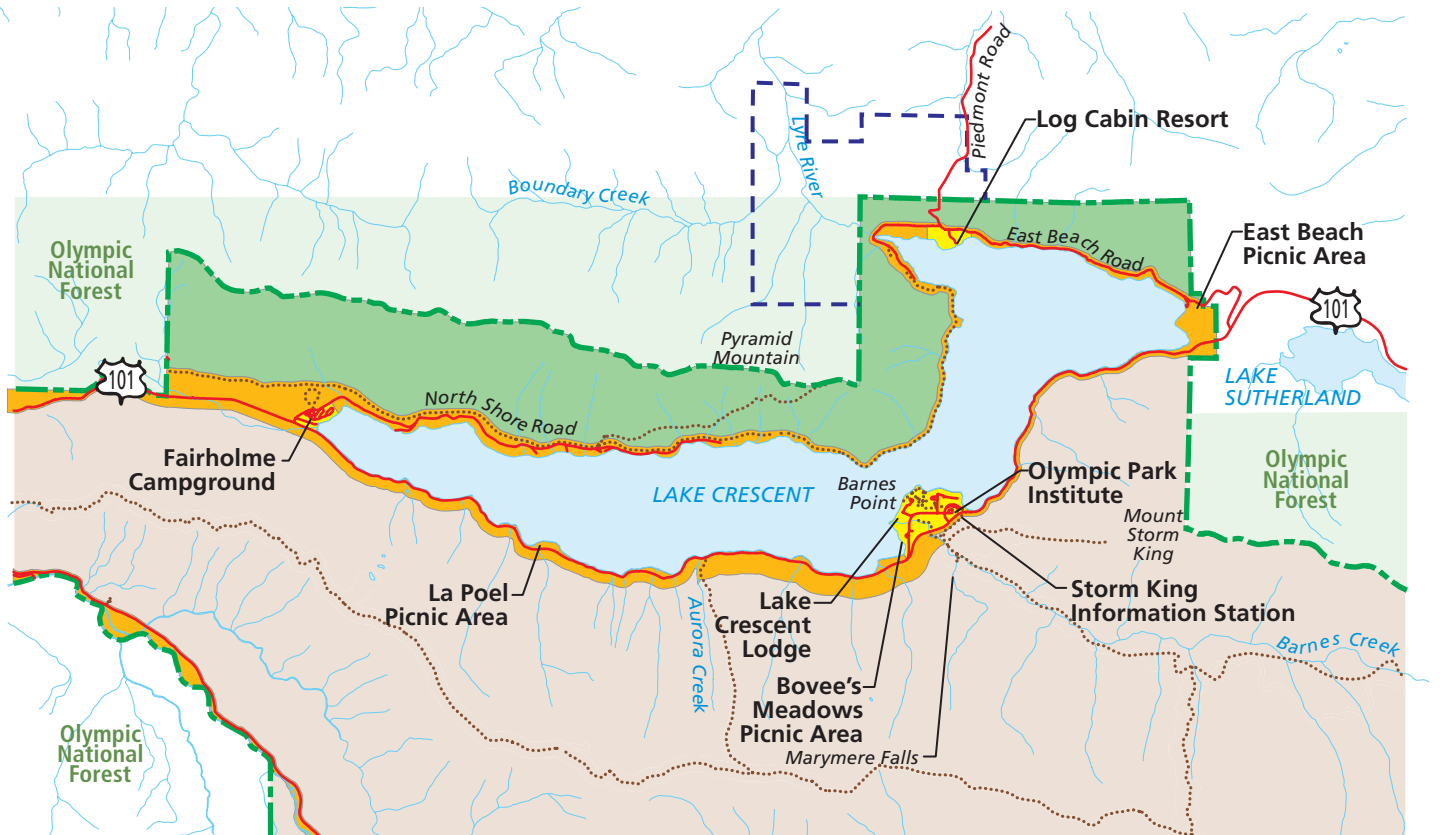 Piedmont Road
Log Cabin Resort
Lyre River
Boundary Creek
East Beach Road
East Beach
Picnic Area
Olympic
National
Forest
101
Pyramid
Mountain
101
LAKE
SUTHERLAND
North Shore Road
Fairholme
Campground
LAKE CRESCENT
Barnes
Point
Olympic Park
Institute
Olympic
National
Forest
Mount
Storm
King
La Poel
Picnic Area
Aurora Creek
Lake
Crescent
Lodge
Storm King
Information Station
Barnes Creek
Bovee's
Meadows
Picnic Area
Marymere Falls
Olympic
National
Forest